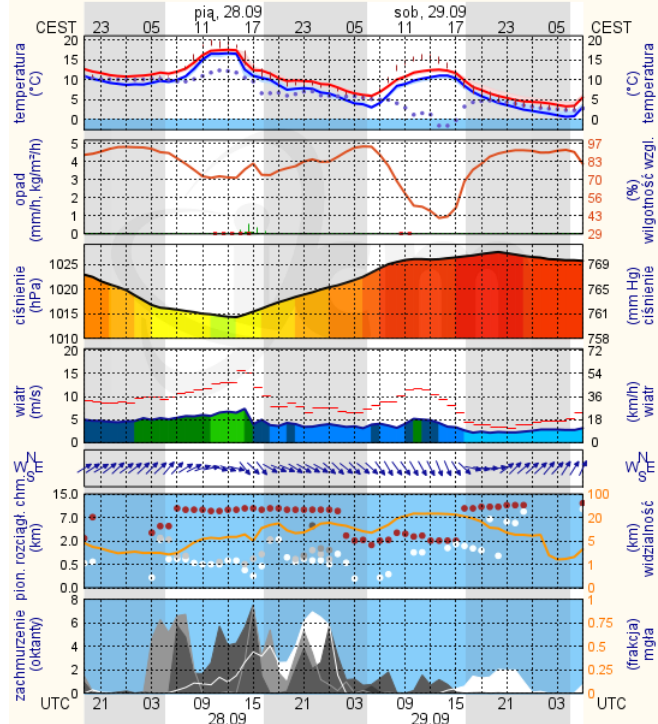 pią, 28.09 sob, 29.09
CEST 23 05 11 17 23 05 11 17 23 05 CEST
temperatura (°C) 20 15 10 5 0 20 15 10 5 0 temperatura (°C)
opad (mm/h, kg/m²/h) 5 4 3 2 1 0 97 83 70 56 43 29 (%) wilgotność wzgl.
ciśnienie (hPa) 1025 1020 1015 1010 769 765 761 758 (mm Hg) ciśnienie
wiatr m/s) 20 15 10 5 0 72 54 36 18 0 (km/h) wiatr
N W E S N W E S
pion. rozciągł. chm. (km) 15.0 7.0 2.0 0.5 0.0 100 20 5 1 0 (km) widzialność
zachmurzenie (oktanty) 8 6 4 2 0 1 0.75 0.5 0.25 0 (frakcja) mgła
UTC 21 03 09 15 21 03 09 15 21 03 UTC
28.09 29.09